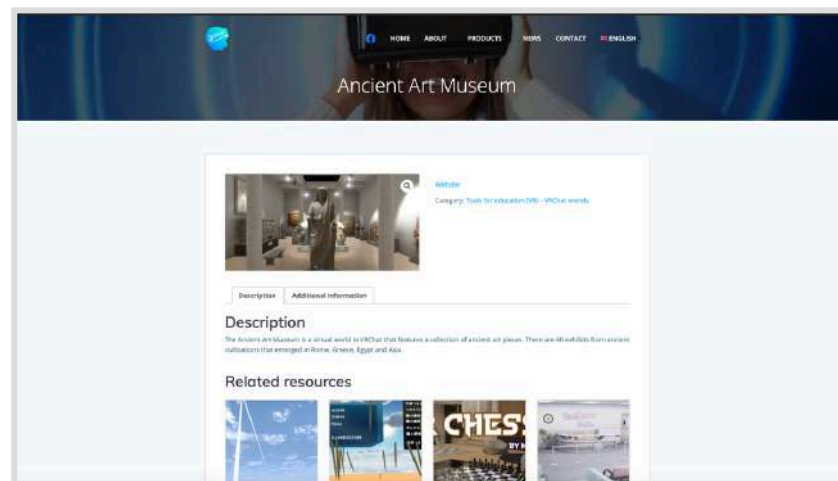 HOME ABOUT PRODUCTS NEWS CONTACT ENGLISH
Ancient Art Museum
Website
Category: Tools for education (VR) - VRChat worlds
Description Additional information
Description
The Ancient Art Museum is a virtual world in VRChat that features a collection of ancient art pieces. There are 60 exhibits from ancient
civilizations that emerged in Rome, Greece, Egypt and Asia.
Related resources
CHESS